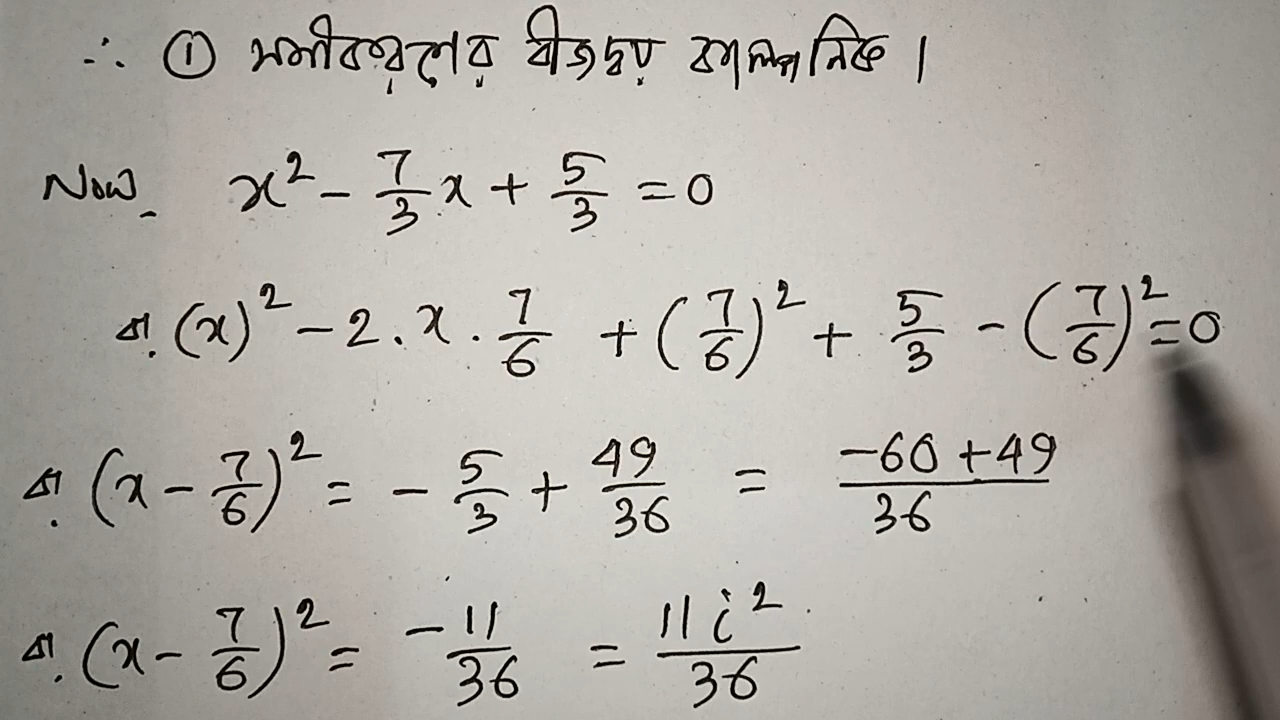 ∴ ① সমীকরণের বীজদ্বয় কাল্পনিক।
Now, x² - 7/3 x + 5/3 = 0
বা, (x)² - 2 . x . 7/6 + (7/6)² + 5/3 - (7/6)² = 0
বা, (x - 7/6)² = - 5/3 + 49/36 = (-60 + 49)/36
বা, (x - 7/6)² = -11/36 = 11i²/36